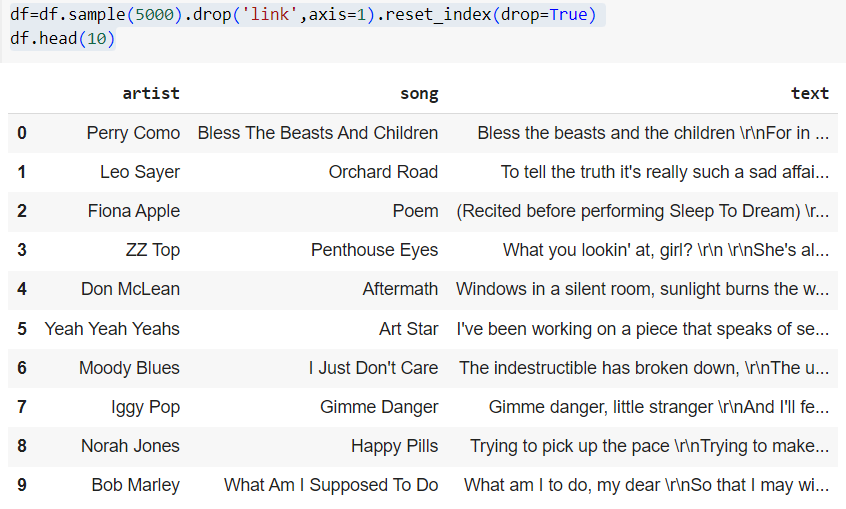 df=df.sample(5000).drop('link',axis=1).reset_index(drop=True)
df.head(10)
artist song text
0 Perry Como Bless The Beasts And Children Bless the beasts and the children \r\nFor in ...
1 Leo Sayer Orchard Road To tell the truth it's really such a sad affai...
2 Fiona Apple Poem (Recited before performing Sleep To Dream) \r...
3 ZZ Top Penthouse Eyes What you lookin' at, girl? \r\n \r\nShe's al...
4 Don McLean Aftermath Windows in a silent room, sunlight burns the w...
5 Yeah Yeah Yeahs Art Star I've been working on a piece that speaks of se...
6 Moody Blues I Just Don't Care The indestructible has broken down, \r\nThe u...
7 Iggy Pop Gimme Danger Gimme danger, little stranger \r\nAnd I'll fe...
8 Norah Jones Happy Pills Trying to pick up the pace \r\nTrying to make...
9 Bob Marley What Am I Supposed To Do What am I to do, my dear \r\nSo that I may wi...